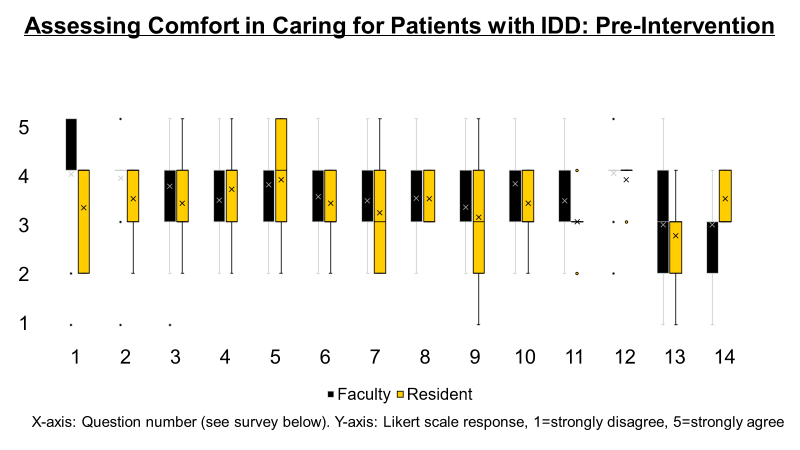 Assessing Comfort in Caring for Patients with IDD: Pre-Intervention
5
4
3
2
1
1 2 3 4 5 6 7 8 9 10 11 12 13 14
Faculty Resident
X-axis: Question number (see survey below). Y-axis: Likert scale response, 1=strongly disagree, 5=strongly agree